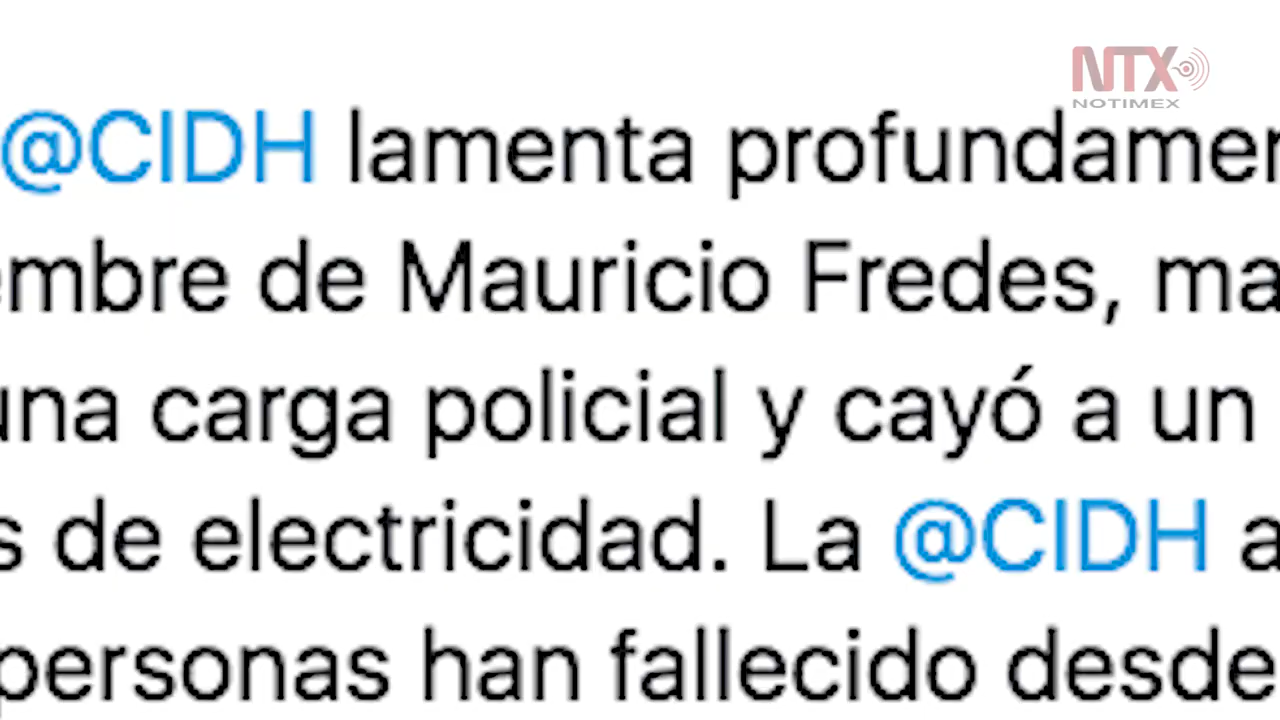 NTX
NOTIMEX
@CIDH lamenta profundamen
embre de Mauricio Fredes, ma
una carga policial y cayó a un
s de electricidad. La @CIDH a
personas han fallecido desde